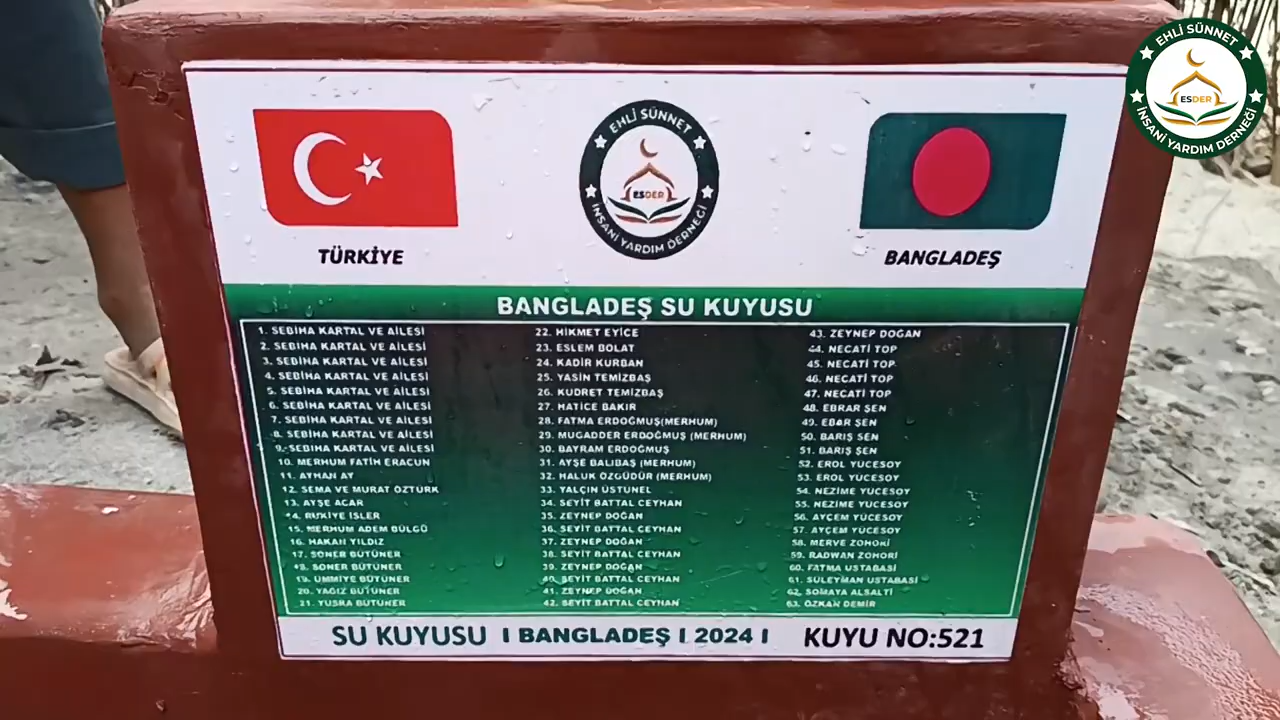 EHLİ SÜNNET
ESDER
İNSANİ YARDIM DERNEĞİ
EHLİ SÜNNET
ESDER
İNSANİ YARDIM DERNEĞİ
TÜRKİYE
BANGLADEŞ
BANGLADEŞ SU KUYUSU
1. SEBİHA KARTAL VE AİLESİ
2. SEBİHA KARTAL VE AİLESİ
3. SEBİHA KARTAL VE AİLESİ
4. SEBİHA KARTAL VE AİLESİ
5. SEBİHA KARTAL VE AİLESİ
6. SEBİHA KARTAL VE AİLESİ
7. SEBİHA KARTAL VE AİLESİ
8. SEBİHA KARTAL VE AİLESİ
9. SEBİHA KARTAL VE AİLESİ
10. MERHUM FATİH ERACUN
11. AYHAN AY
12. SEMA VE MURAT ÖZTÜRK
13. AYŞE ACAR
14. RUKİYE İŞLER
15. MERHUM ADEM BÜLGÜ
16. HAKAN YILDIZ
17. SONER BÜTÜNER
18. SONER BÜTÜNER
19. ÜMMİYE BÜTÜNER
20. YAĞIZ BÜTÜNER
21. YUSRA BÜTÜNER
22. HİKMET EYİCE
23. ESLEM BOLAT
24. KADİR KURBAN
25. YASİN TEMİZBAŞ
26. KUDRET TEMİZBAŞ
27. HATİCE BAKIR
28. FATMA ERDOĞMUŞ(MERHUM)
29. MUGADDER ERDOĞMUŞ (MERHUM)
30. BAYRAM ERDOĞMUŞ
31. AYŞE BALIBAŞ (MERHUM)
32. HALUK ÖZGÜDÜR (MERHUM)
33. YALÇIN ÜSTÜNEL
34. SEYİT BATTAL CEYHAN
35. ZEYNEP DOĞAN
36. SEYİT BATTAL CEYHAN
37. ZEYNEP DOĞAN
38. SEYİT BATTAL CEYHAN
39. ZEYNEP DOĞAN
40. SEYİT BATTAL CEYHAN
41. ZEYNEP DOĞAN
42. SEYİT BATTAL CEYHAN
43. ZEYNEP DOĞAN
44. NECATİ TOP
45. NECATİ TOP
46. NECATİ TOP
47. NECATİ TOP
48. EBRAR ŞEN
49. EBAR ŞEN
50. BARIŞ ŞEN
51. BARIŞ ŞEN
52. EROL YÜCESOY
53. EROL YÜCESOY
54. NEZİME YÜCESOY
55. NEZİME YÜCESOY
56. AYÇEM YÜCESOY
57. AYÇEM YÜCESOY
58. MERVE ZOHORİ
59. RADWAN ZOHORİ
60. FATMA USTABAŞI
61. SÜLEYMAN USTABAŞI
62. SOMAYA ALSALTİ
63. ÖZKAN DEMİR
SU KUYUSU I BANGLADEŞ I 2024 I KUYU NO:521